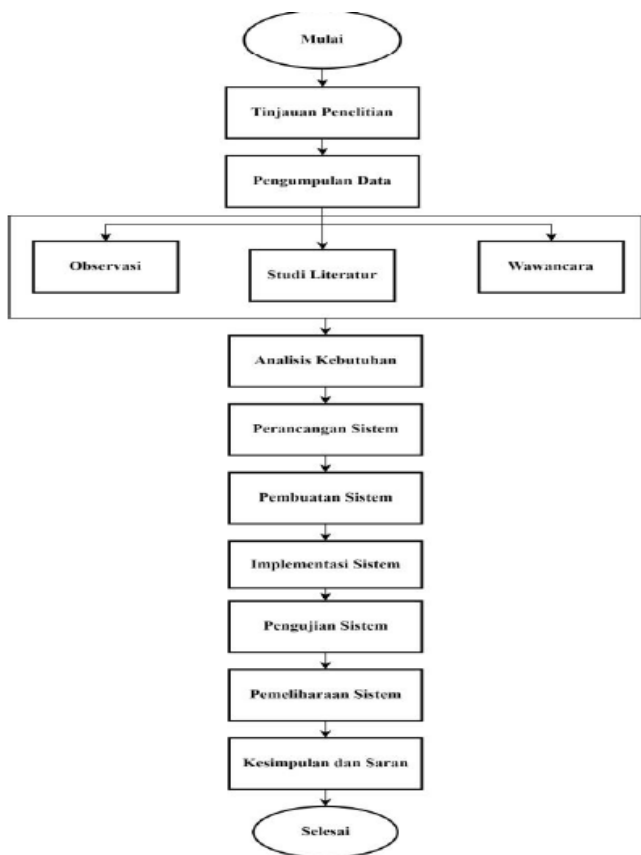 Mulai
Tinjauan Penelitian
Pengumpulan Data
Observasi
Studi Literatur
Wawancara
Analisis Kebutuhan
Perancangan Sistem
Pembuatan Sistem
Implementasi Sistem
Pengujian Sistem
Pemeliharaan Sistem
Kesimpulan dan Saran
Selesai